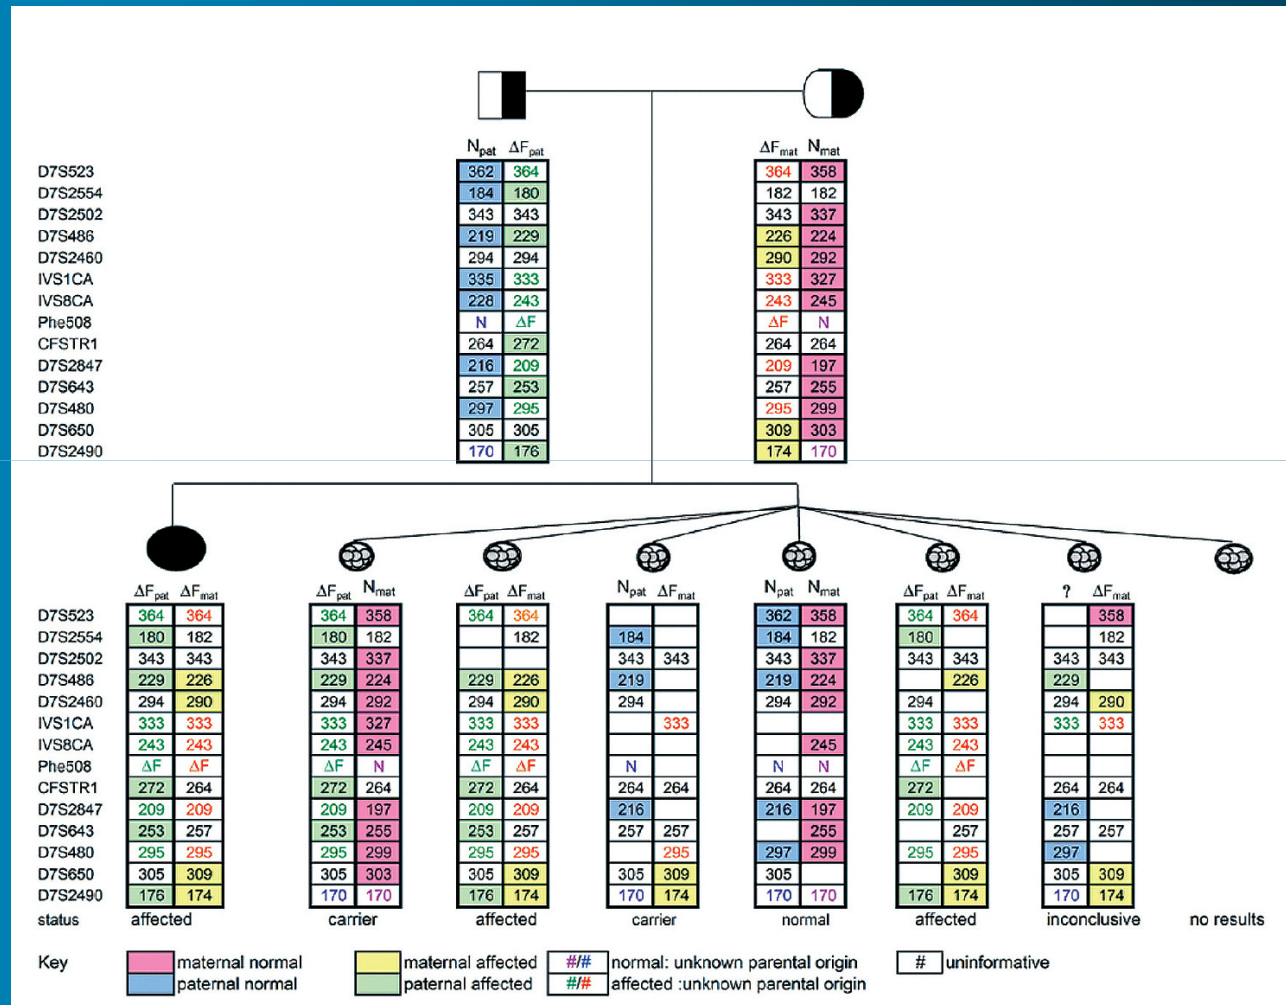 Npat ΔFpat ΔFmat Nmat
D7S523 362 364 364 358
D7S2554 184 180 182 182
D7S2502 343 343 343 337
D7S486 219 229 226 224
D7S2460 294 294 290 292
IVS1CA 335 333 333 327
IVS8CA 228 243 243 245
Phe508 N ΔF ΔF N
CFSTR1 264 272 264 264
D7S2847 216 209 209 197
D7S643 257 253 257 255
D7S480 297 295 295 299
D7S650 305 305 309 303
D7S2490 170 176 174 170
ΔFpat ΔFmat ΔFpat Nmat ΔFpat ΔFmat Npat ΔFmat Npat Nmat ΔFpat ΔFmat ? ΔFmat
D7S523 364 364 364 358 364 364 362 358 364 364 358
D7S2554 180 182 180 182 182 184 184 182 180 182
D7S2502 343 343 343 337 343 343 343 337 343 343 343 343
D7S486 229 226 229 224 229 226 219 219 224 226 229
D7S2460 294 290 294 292 294 290 294 294 292 294 294 290
IVS1CA 333 333 333 327 333 333 333 333 333 333 333
IVS8CA 243 243 243 245 243 243 245 243 243
Phe508 ΔF ΔF ΔF N ΔF ΔF N N N ΔF ΔF
CFSTR1 272 264 272 264 272 264 264 264 264 264 272 264 264
D7S2847 209 209 209 197 209 209 216 216 197 209 209 216
D7S643 253 257 253 255 253 257 257 257 255 257 257 257
D7S480 295 295 295 299 295 295 295 297 299 295 295 297
D7S650 305 309 305 303 305 309 305 309 305 309 305 309
D7S2490 176 174 170 170 176 174 170 174 170 170 176 174 170 174
status affected carrier affected carrier normal affected inconclusive no results
Key maternal normal maternal affected #/# normal: unknown parental origin # uninformative
paternal normal paternal affected #/# affected :unknown parental origin